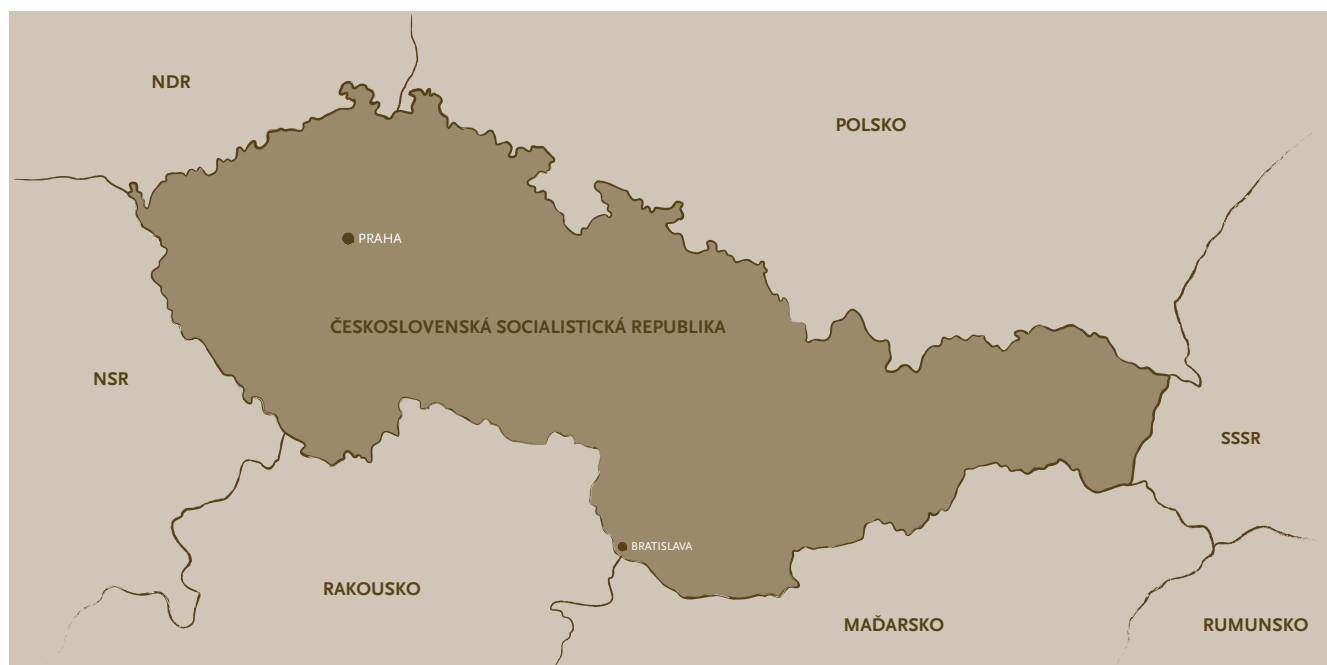 NDR
POLSKO
PRAHA
ČESKOSLOVENSKÁ SOCIALISTICKÁ REPUBLIKA
NSR
SSSR
BRATISLAVA
RAKOUSKO
MAĎARSKO
RUMUNSKO